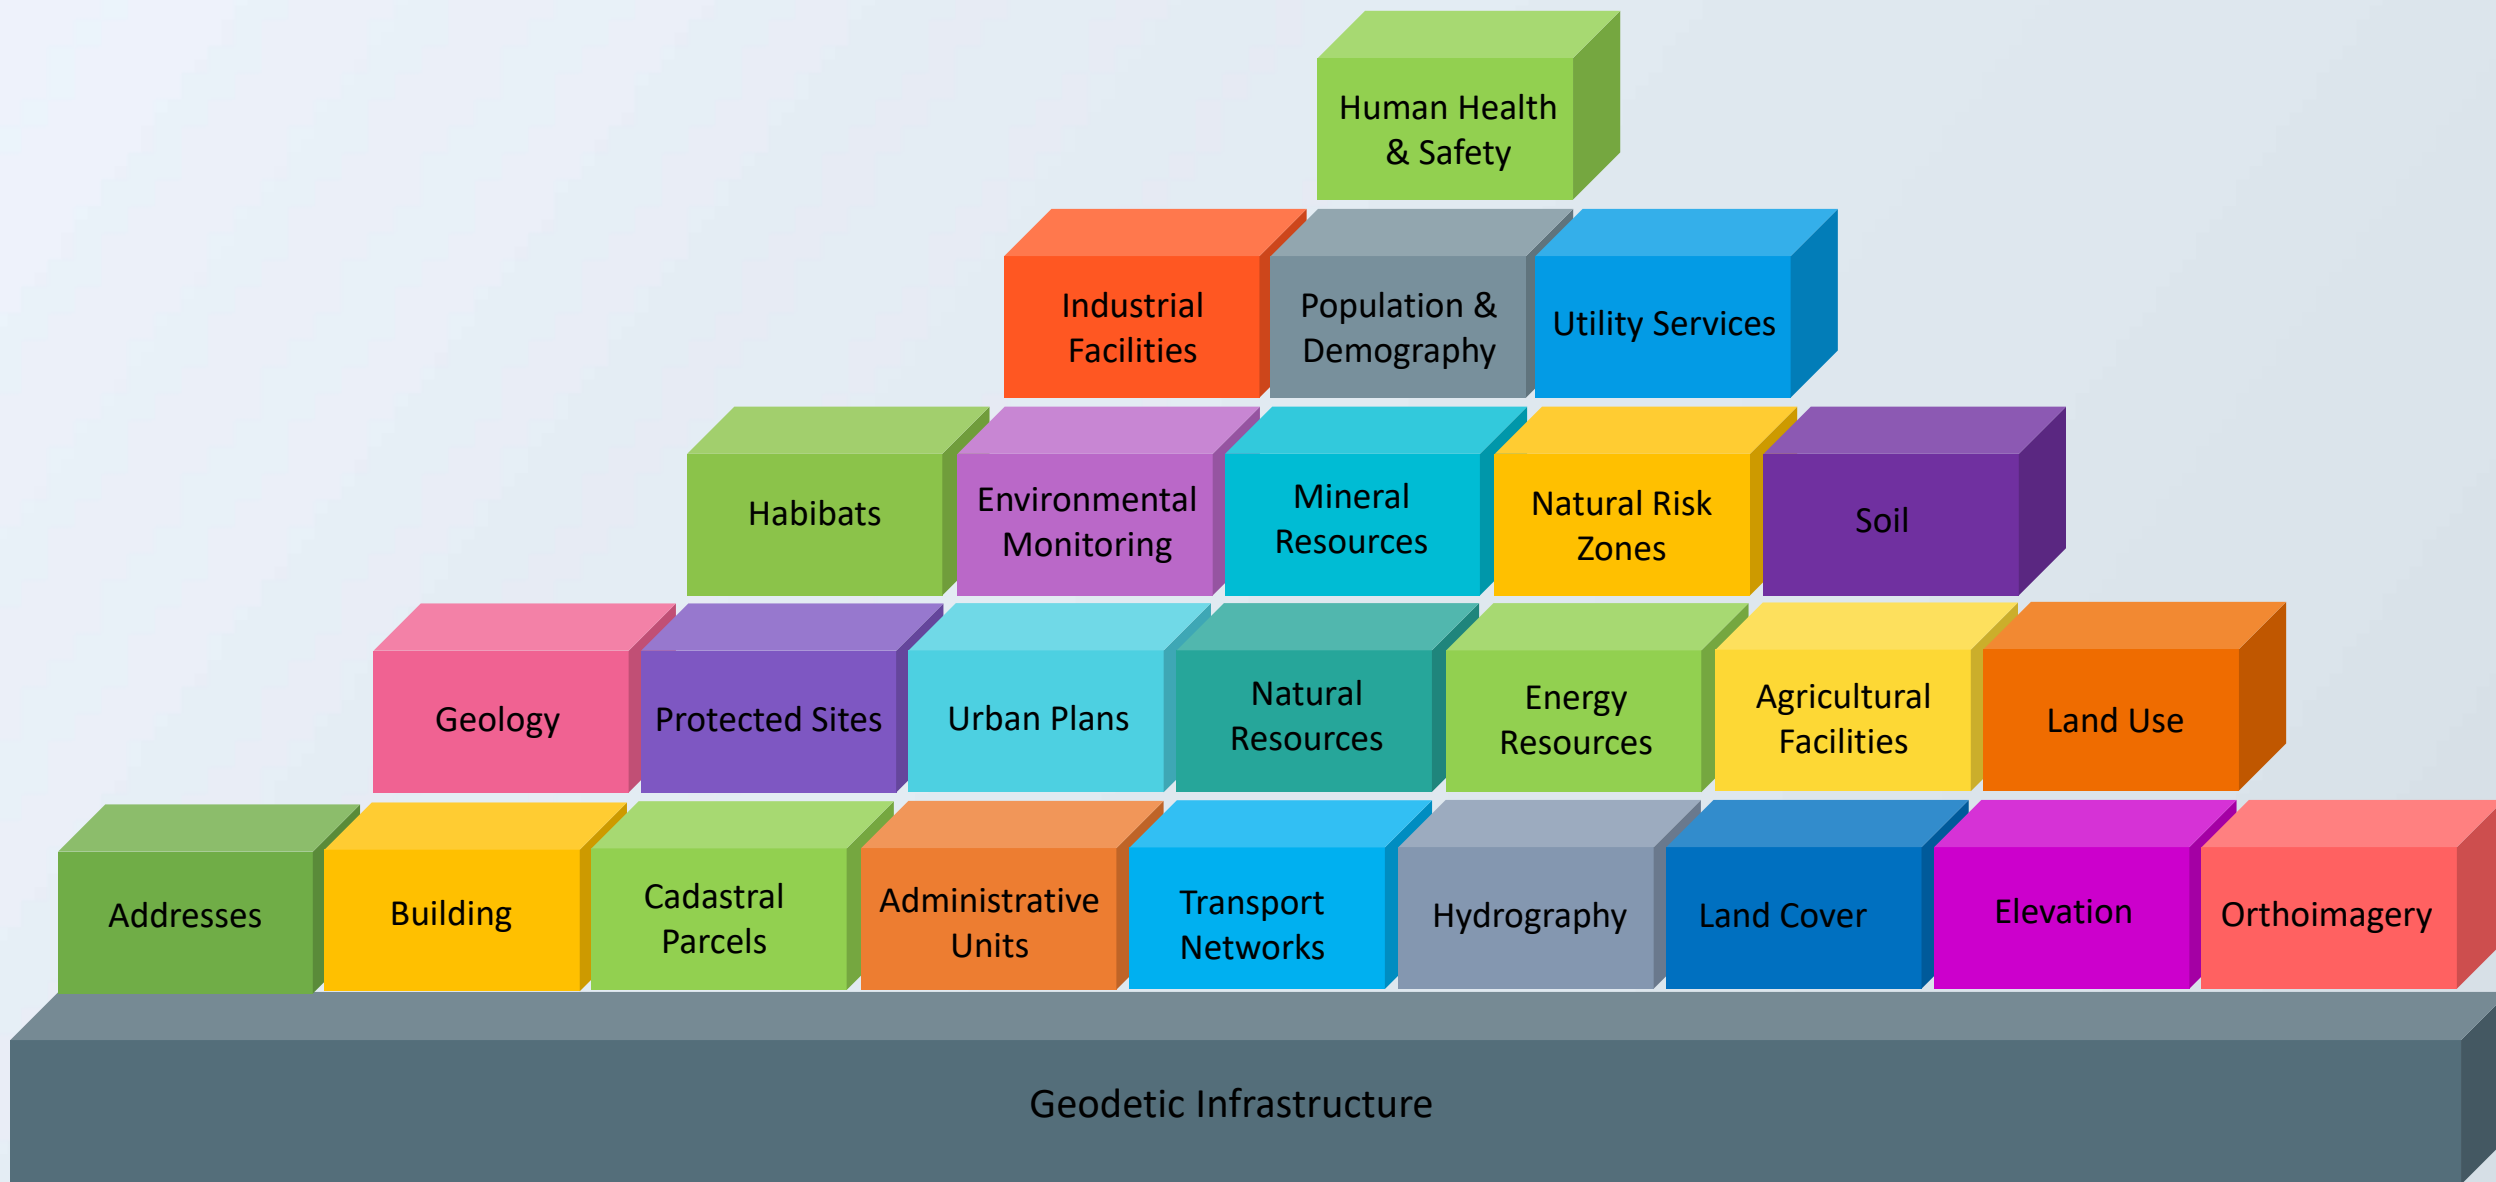 Human Health
& Safety
Industrial
Facilities
Population &
Demography
Utility Services
Habibats
Environmental
Monitoring
Mineral
Resources
Natural Risk
Zones
Soil
Geology
Protected Sites
Urban Plans
Natural
Resources
Energy
Resources
Agricultural
Facilities
Land Use
Addresses
Building
Cadastral
Parcels
Administrative
Units
Transport
Networks
Hydrography
Land Cover
Elevation
Orthoimagery
Geodetic Infrastructure